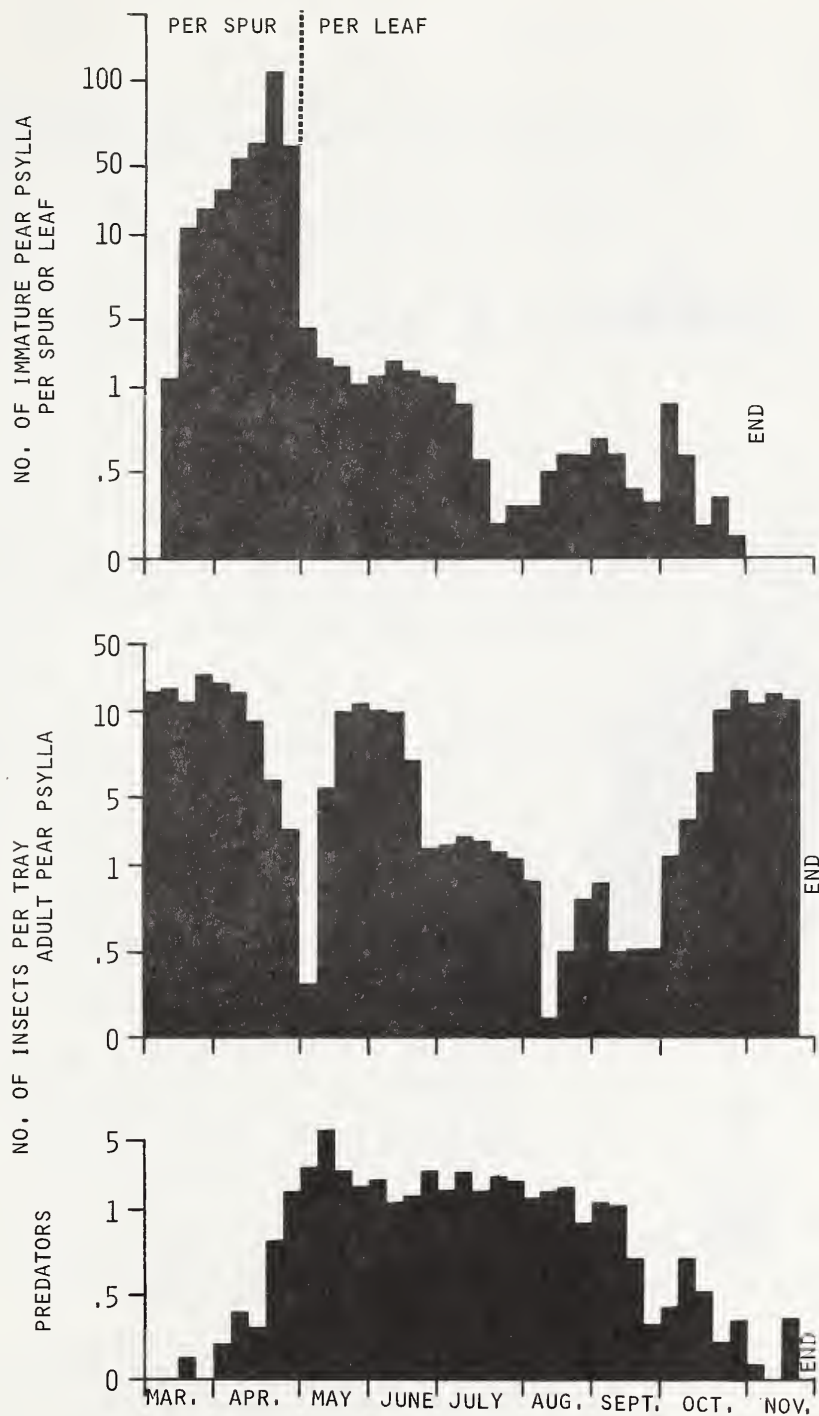 PER SPUR PER LEAF
NO. OF IMMATURE PEAR PSYLLA
PER SPUR OR LEAF
100
50
10
5
1
.5
0
END
NO. OF INSECTS PER TRAY
ADULT PEAR PSYLLA
50
10
5
1
.5
0
END
PREDATORS
5
1
.5
0
END
MAR. APR. MAY JUNE JULY AUG. SEPT. OCT. NOV.